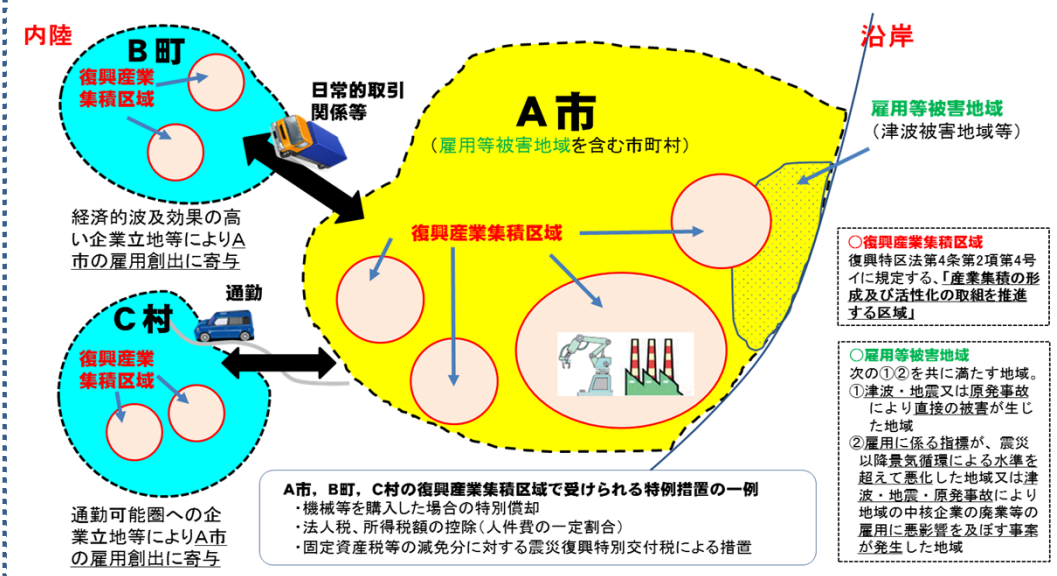 内陸
沿岸
B町
復興産業
集積区域
日常的取引
関係等
A市
(雇用等被害地域を含む市町村)
雇用等被害地域
(津波被害地域等)
経済的波及効果の高
い企業立地等によりA
市の雇用創出に寄与
復興産業集積区域
通勤
C村
復興産業
集積区域
通勤可能圏への企
業立地等によりA市
の雇用創出に寄与
○復興産業集積区域
復興特区法第4条第2項第4号
イに規定する、「産業集積の形
成及び活性化の取組を推進
する区域」
○雇用等被害地域
次の①②を共に満たす地域。
①津波・地震又は原発事故
により直接の被害が生じ
た地域
②雇用に係る指標が、震災
以降景気循環による水準を
超えて悪化した地域又は津
波・地震・原発事故により
地域の中核企業の廃業等の
雇用に悪影響を及ぼす事案
が発生した地域
A市,B町,C村の復興産業集積区域で受けられる特例措置の一例
・機械等を購入した場合の特別償却
・法人税、所得税額の控除(人件費の一定割合)
・固定資産税等の減免分に対する震災復興特別交付税による措置